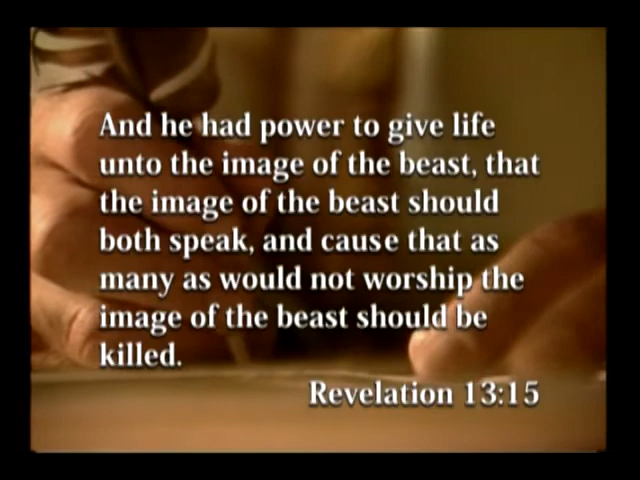 And he had power to give life
unto the image of the beast, that
the image of the beast should
both speak, and cause that as
many as would not worship the
image of the beast should be
killed.
Revelation 13:15